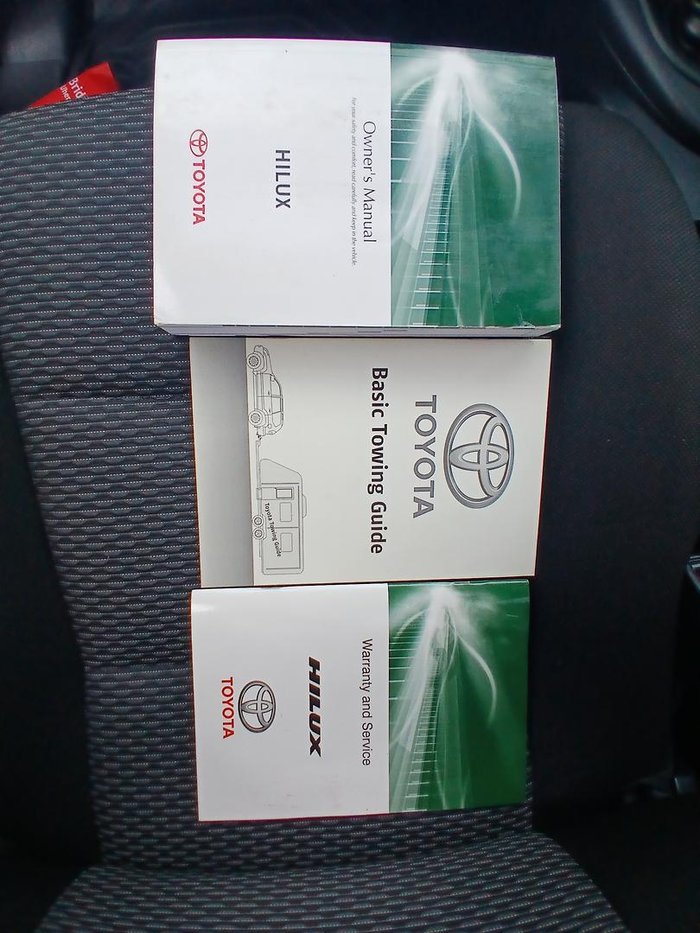 Owner's Manual
For your safety and comfort, read carefully and keep in the vehicle.
HILUX
TOYOTA
TOYOTA
Basic Towing Guide
Toyota Towing Guide
Warranty and Service
HILUX
TOYOTA